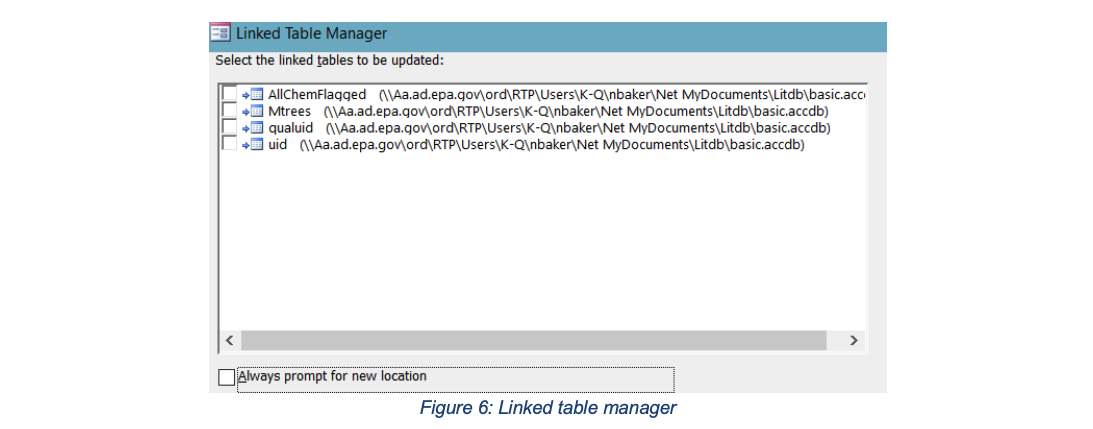 Linked Table Manager
Select the linked tables to be updated:
AllChemFlagged (\\Aa.ad.epa.gov\ord\RTP\Users\K-Q\nbaker\Net MyDocuments\Litdb\basic.acc
Mtrees (\\Aa.ad.epa.gov\ord\RTP\Users\K-Q\nbaker\Net MyDocuments\Litdb\basic.accdb)
qualuid (\\Aa.ad.epa.gov\ord\RTP\Users\K-Q\nbaker\Net MyDocuments\Litdb\basic.accdb)
uid (\\Aa.ad.epa.gov\ord\RTP\Users\K-Q\nbaker\Net MyDocuments\Litdb\basic.accdb)
Always prompt for new location
Figure 6: Linked table manager